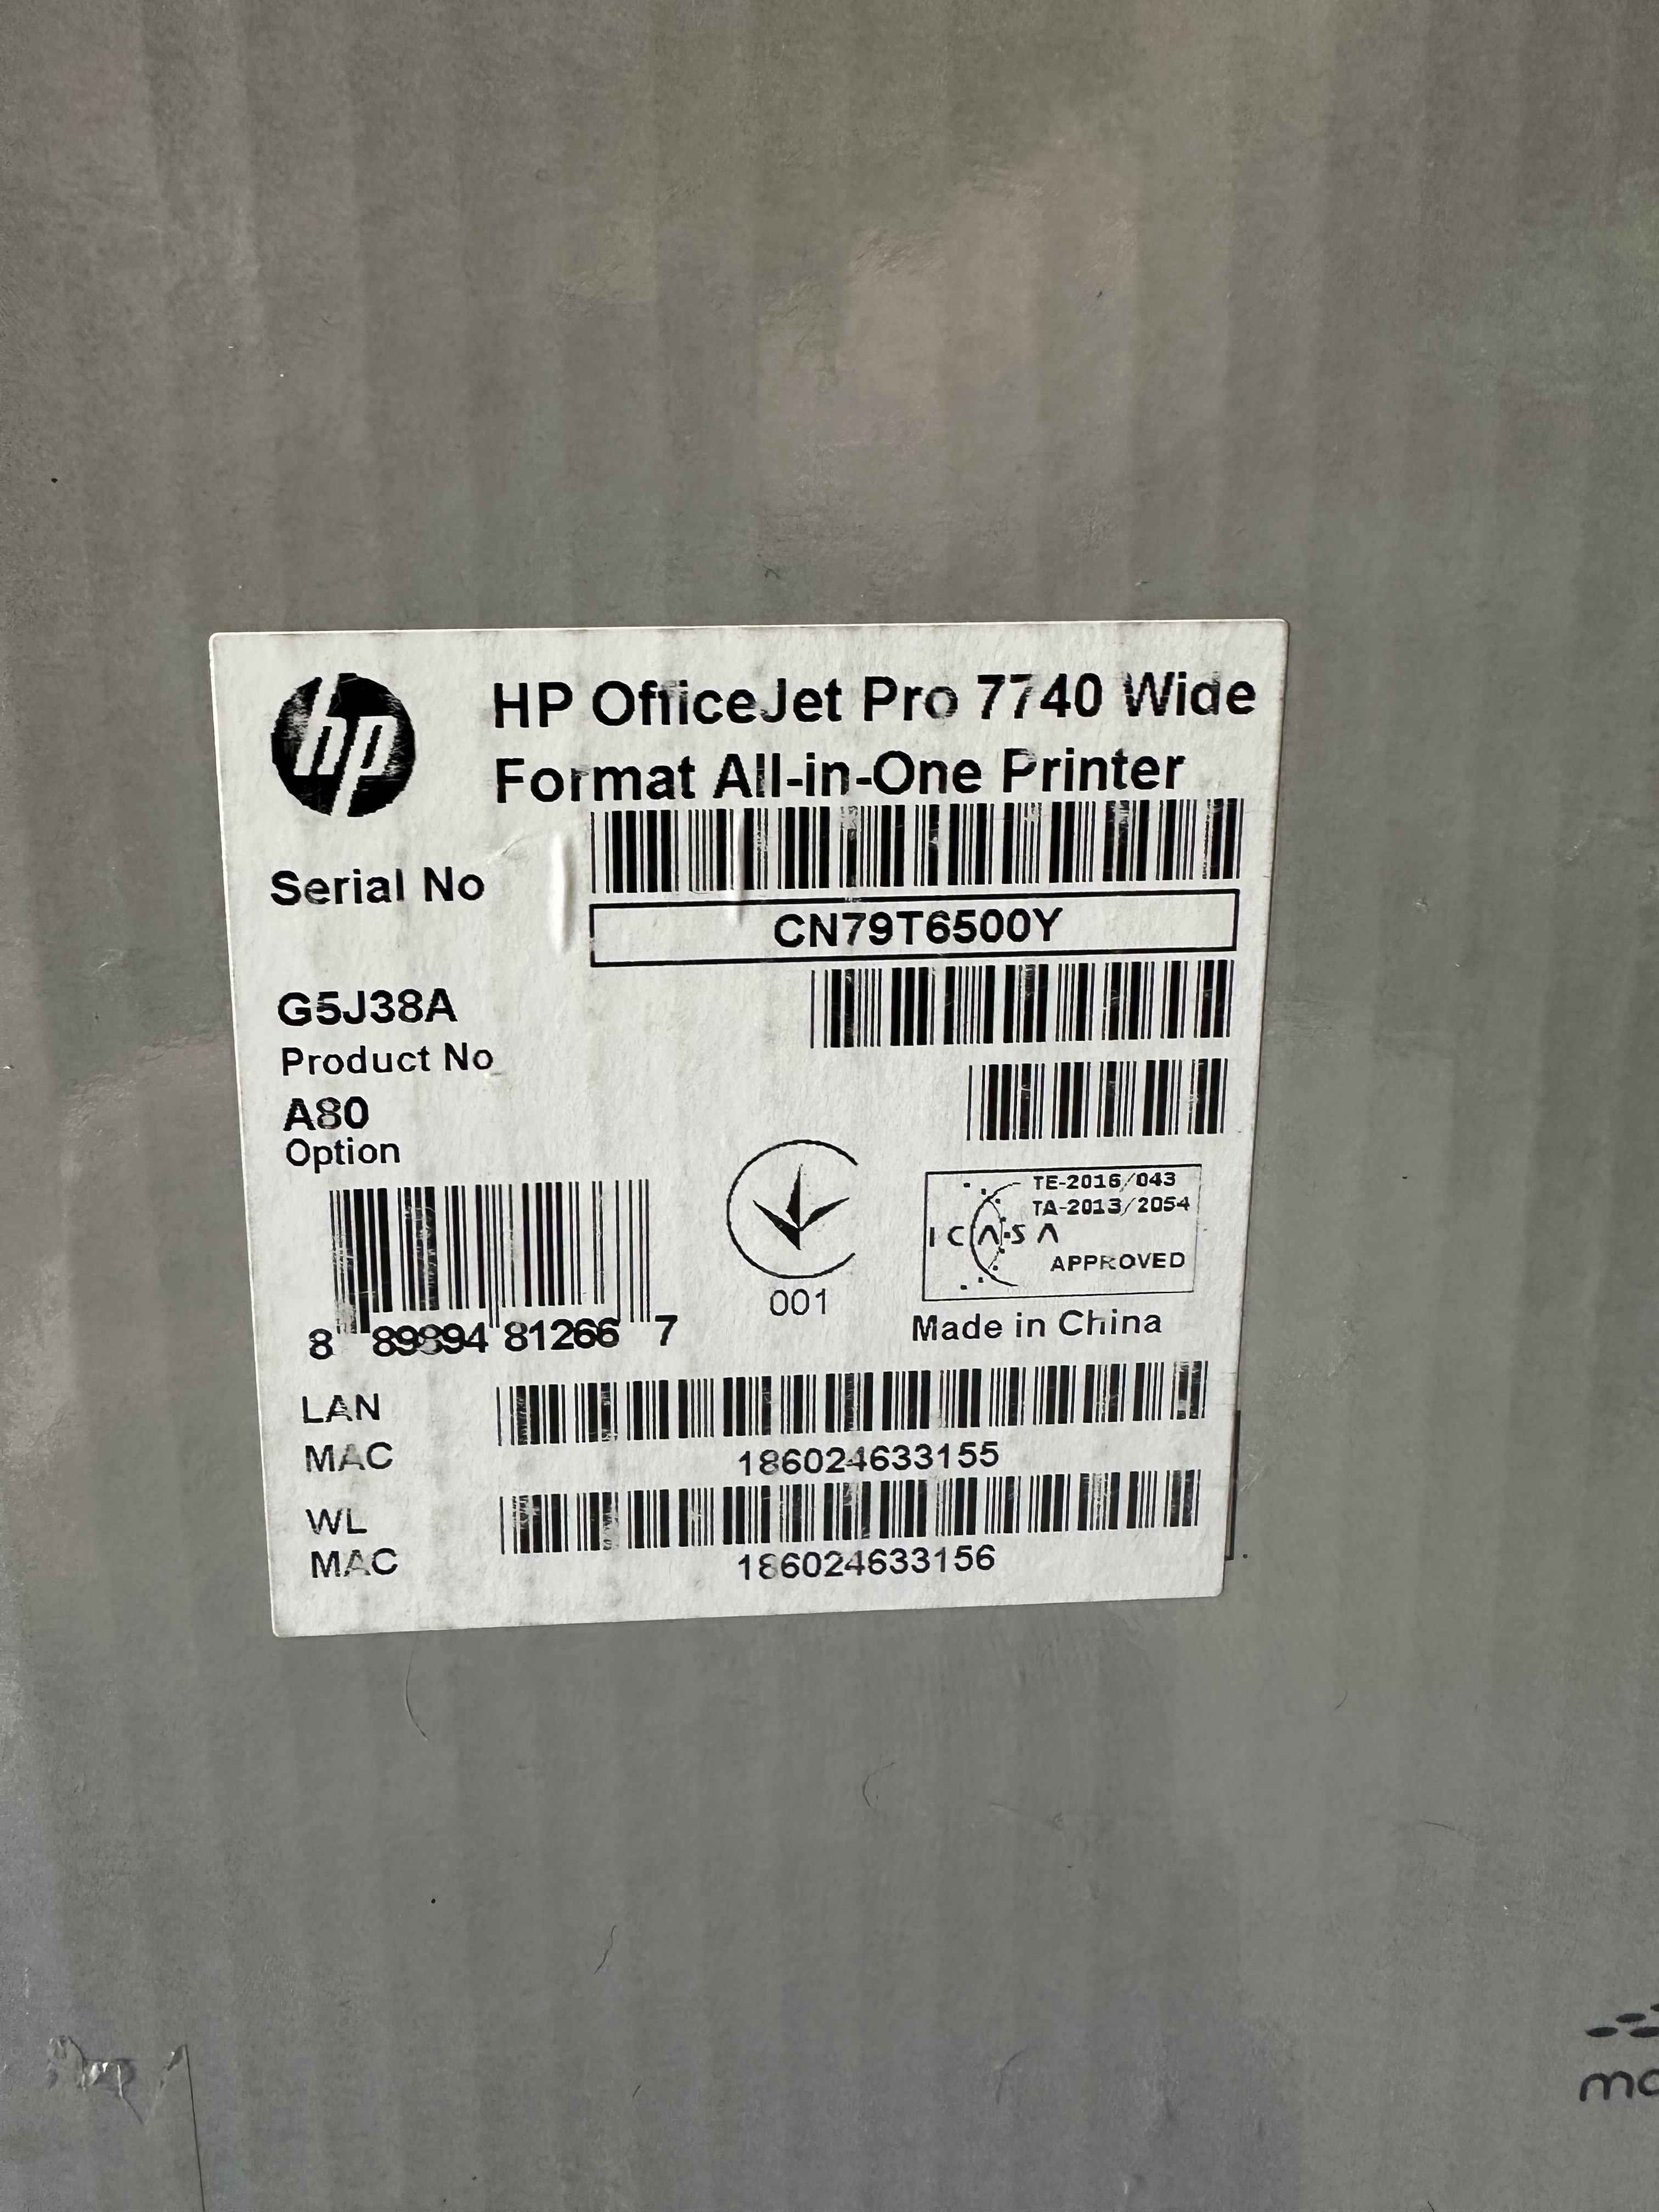 hp
HP OfficeJet Pro 7740 Wide
Format All-in-One Printer
Serial No
CN79T6500Y
G5J38A
Product No
A80
Option
8 89894 81266 7
001
TE-2016/043
TA-2013/2054
ICASA
APPROVED
Made in China
LAN
MAC
186024633155
WL
MAC
186024633156